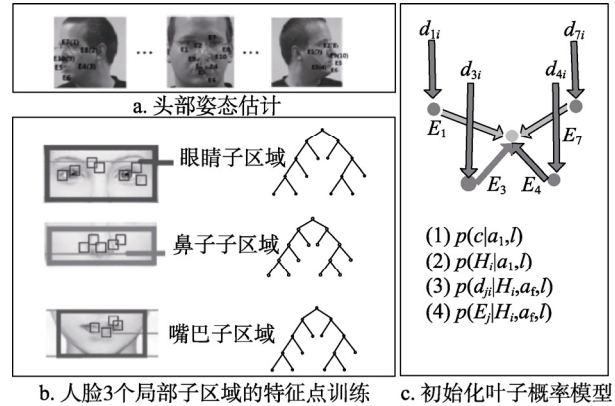 a. 头部姿态估计
眼睛子区域
鼻子子区域
嘴巴子区域
b. 人脸3个局部子区域的特征点训练
d1i
d7i
d3i
d4i
E1
E7
E3
E4
(1) p(c|a1,l)
(2) p(Hi|a1,l)
(3) p(dji|Hi,af,l)
(4) p(Ej|Hi,af,l)
c. 初始化叶子概率模型